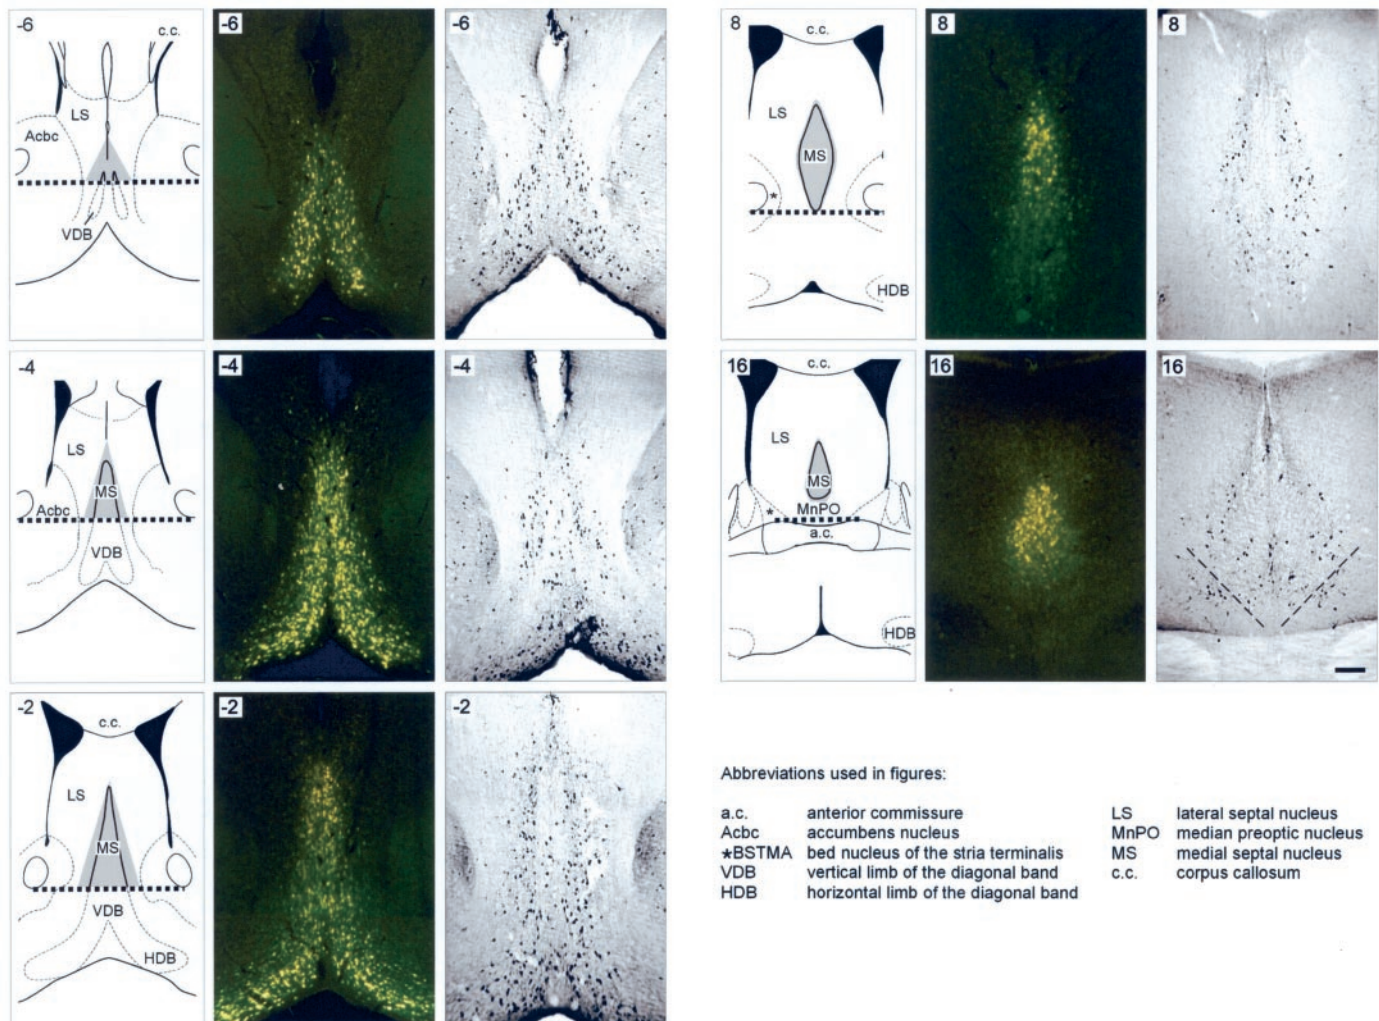 -6
c.c.
LS
Acbc
VDB
-6
-6
8
c.c.
LS
MS
*
HDB
8
8
-4
LS
MS
Acbc
VDB
-4
-4
16
c.c.
LS
MS
MnPO
*
a.c.
HDB
16
16
-2
c.c.
LS
MS
VDB
HDB
-2
-2
Abbreviations used in figures:
a.c. anterior commissure
Acbc accumbens nucleus
★BSTMA bed nucleus of the stria terminalis
VDB vertical limb of the diagonal band
HDB horizontal limb of the diagonal band
LS lateral septal nucleus
MnPO median preoptic nucleus
MS medial septal nucleus
c.c. corpus callosum